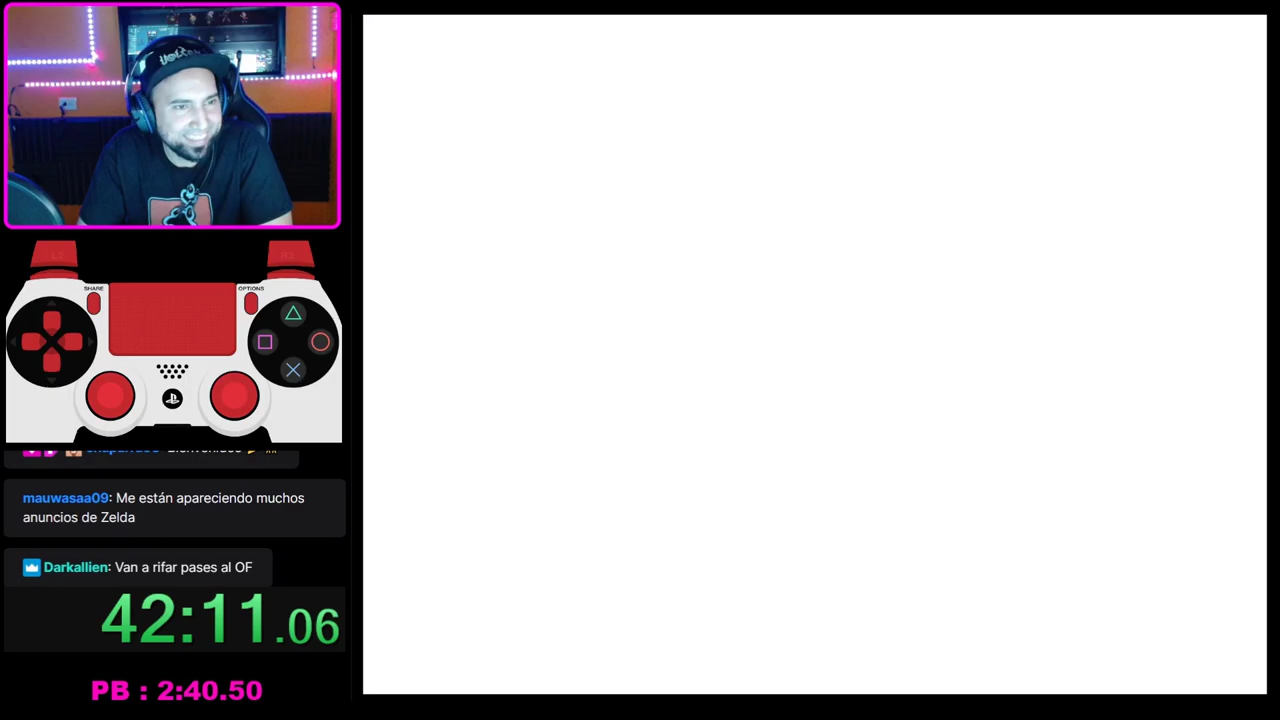 SHARE
OPTIONS
Bienvenido
mauwasaa09: Me están apareciendo muchos
anuncios de Zelda
Darkallien: Van a rifar pases al OF
42:11.06
PB : 2:40.50